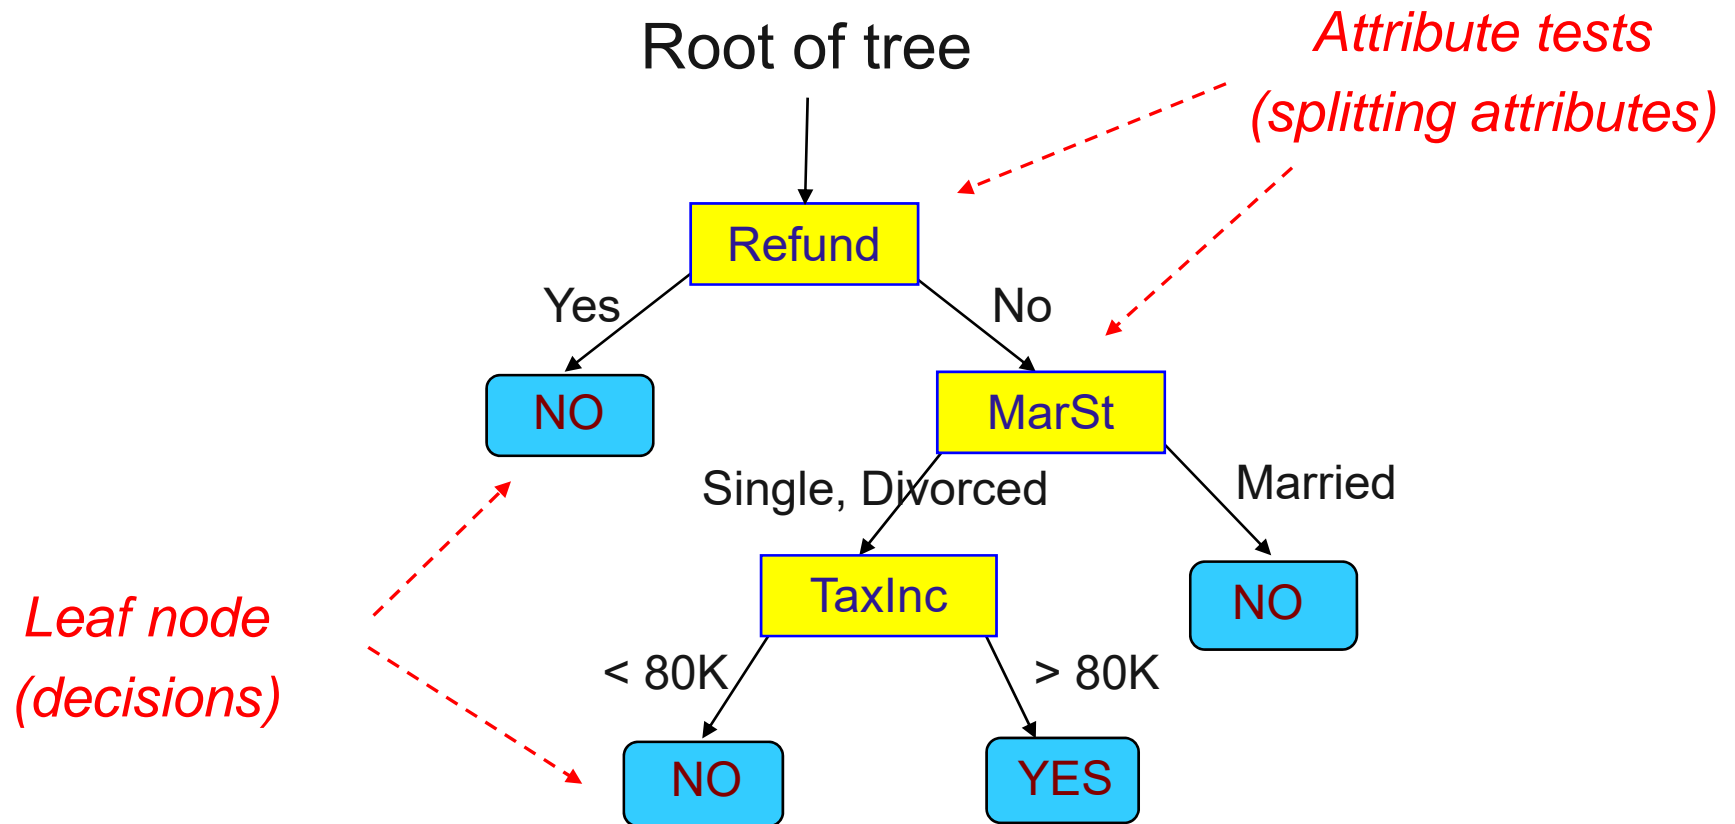 Root of tree
Attribute tests
(splitting attributes)
Refund
Yes
No
NO
MarSt
Single, Divorced
Married
TaxInc
NO
Leaf node
(decisions)
< 80K
> 80K
NO
YES